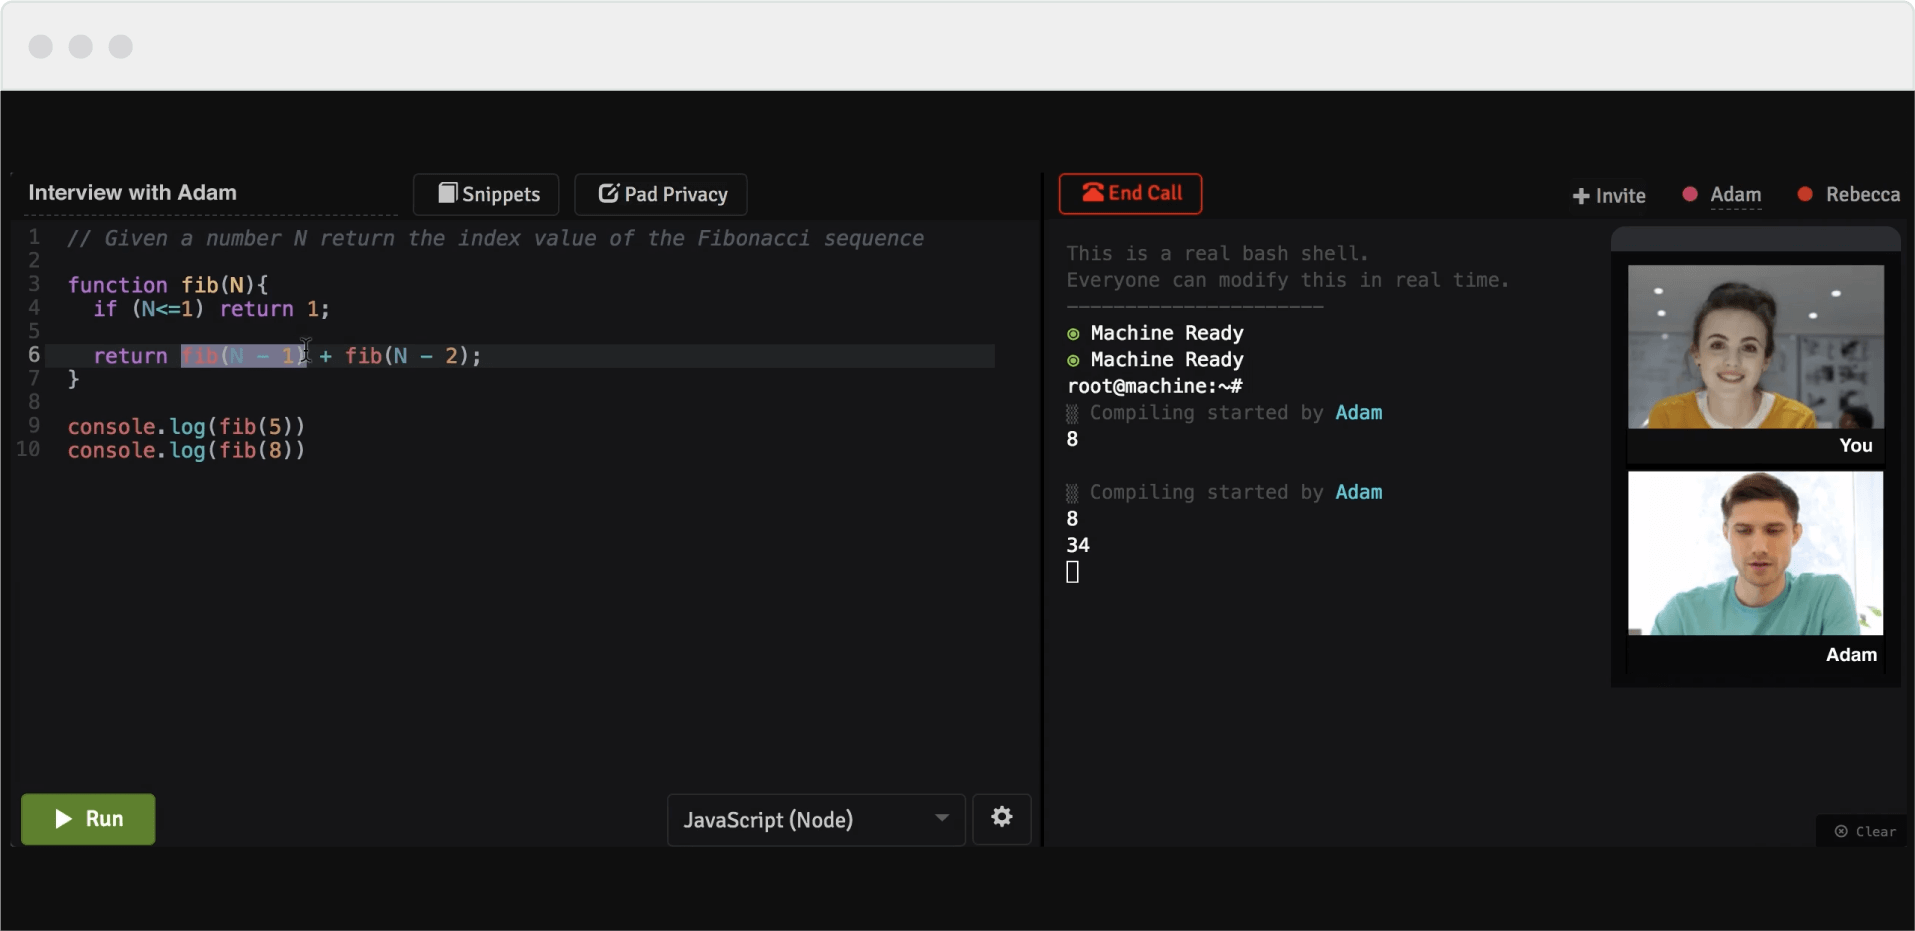 Interview with Adam
Snippets
Pad Privacy
1 // Given a number N return the index value of the Fibonacci sequence
2
3 function fib(N){
4 if (N<=1) return 1;
5
6 return fib(N - 1) + fib(N - 2);
7 }
8
9 console.log(fib(5))
10 console.log(fib(8))
Run
JavaScript (Node)
End Call
+ Invite
Adam
Rebecca
This is a real bash shell.
Everyone can modify this in real time.
----------------------
Machine Ready
Machine Ready
root@machine:~#
Compiling started by Adam
8
Compiling started by Adam
8
34
You
Adam
Clear